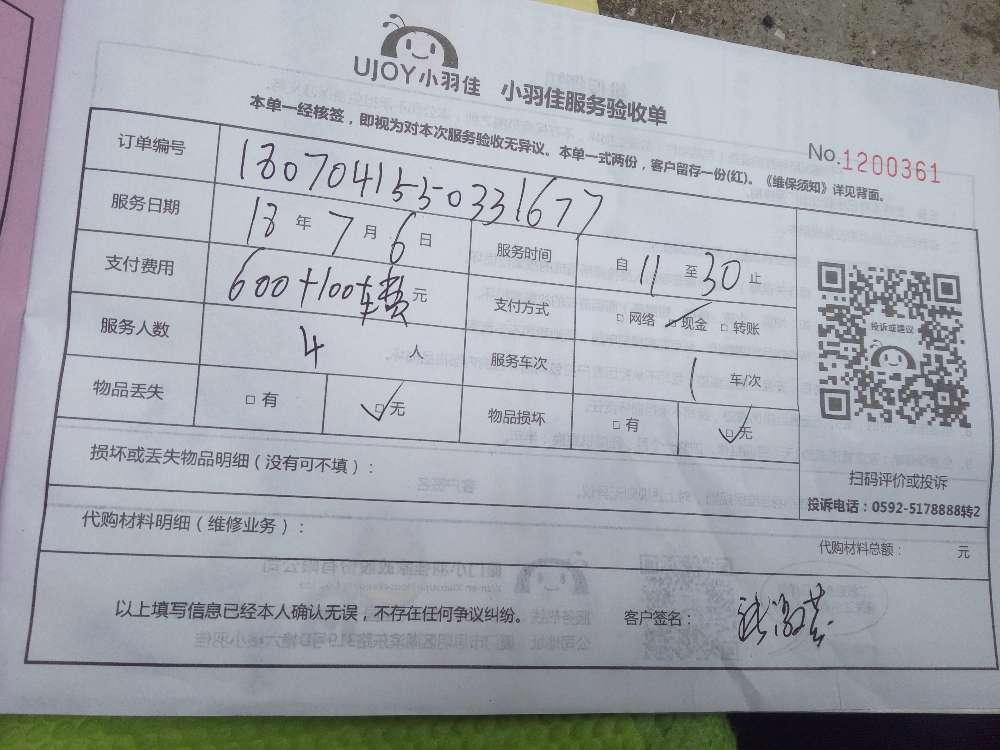 UJOY小羽佳 小羽佳服务验收单
本单一经核签，即视为对本次服务验收无异议。本单一式两份，客户留存一份(红)。《维保须知》详见背面。
No.1200361
订单编号 1807041550331677
服务日期 18 年 7 月 6 日 服务时间 自 11 至 30 止
支付费用 600+100车费 元 支付方式 □ 网络 □ 现金 □ 转账
服务人数 4 人 服务车次 1 车/次
物品丢失 □ 有 □ 无 物品损坏 □ 有 □ 无
投诉或建议
扫码评价或投诉
投诉电话：0592-5178888转2
损坏或丢失物品明细（没有可不填）：
代购材料明细（维修业务）：
代购材料总额： 元
以上填写信息已经本人确认无误，不存在任何争议纠纷。 客户签名：